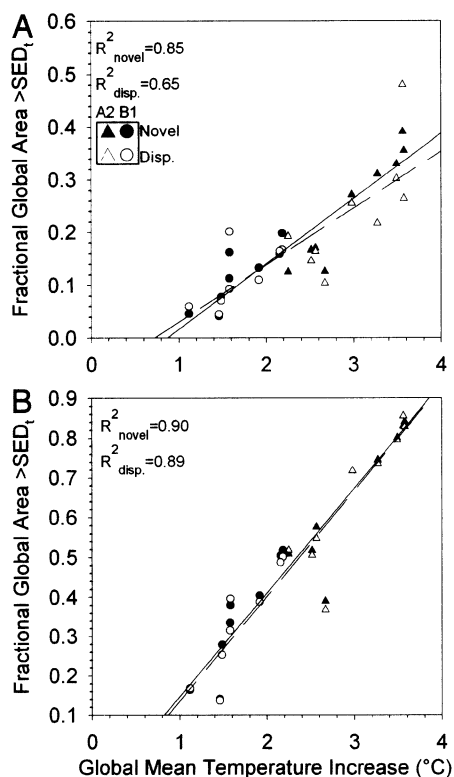 A
0.6
R²novel=0.85
0.5
R²disp.=0.65
A2 B1
0.4
Novel
Disp.
0.3
0.2
0.1
0.0
0 1 2 3 4
Fractional Global Area >SEDt
B
0.9
R²novel=0.90
0.8
R²disp.=0.89
0.7
0.6
0.5
0.4
0.3
0.2
0.1
0 1 2 3 4
Fractional Global Area >SEDt
Global Mean Temperature Increase (°C)